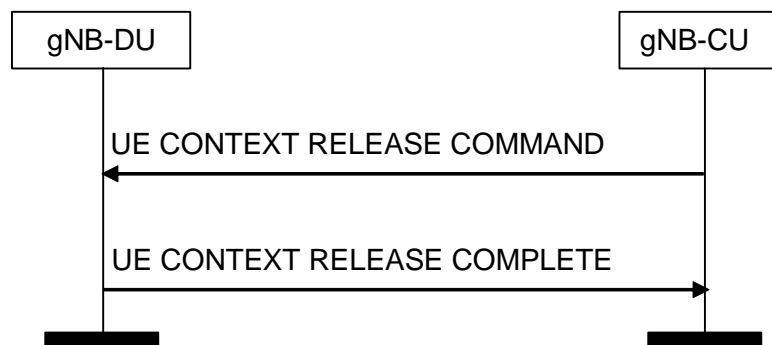 gNB-DU
gNB-CU
UE CONTEXT RELEASE COMMAND
UE CONTEXT RELEASE COMPLETE